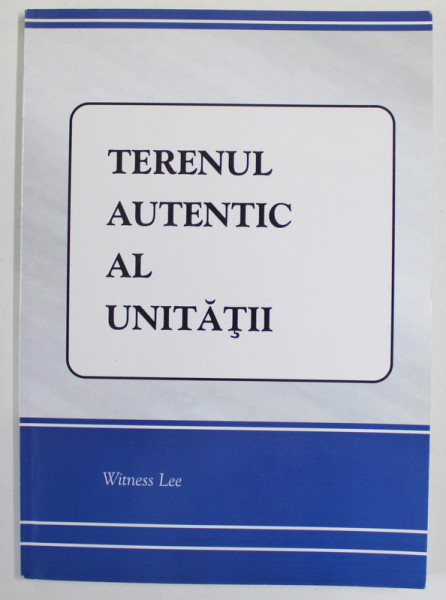 TERENUL
AUTENTIC
AL
UNITĂŢII
Witness Lee